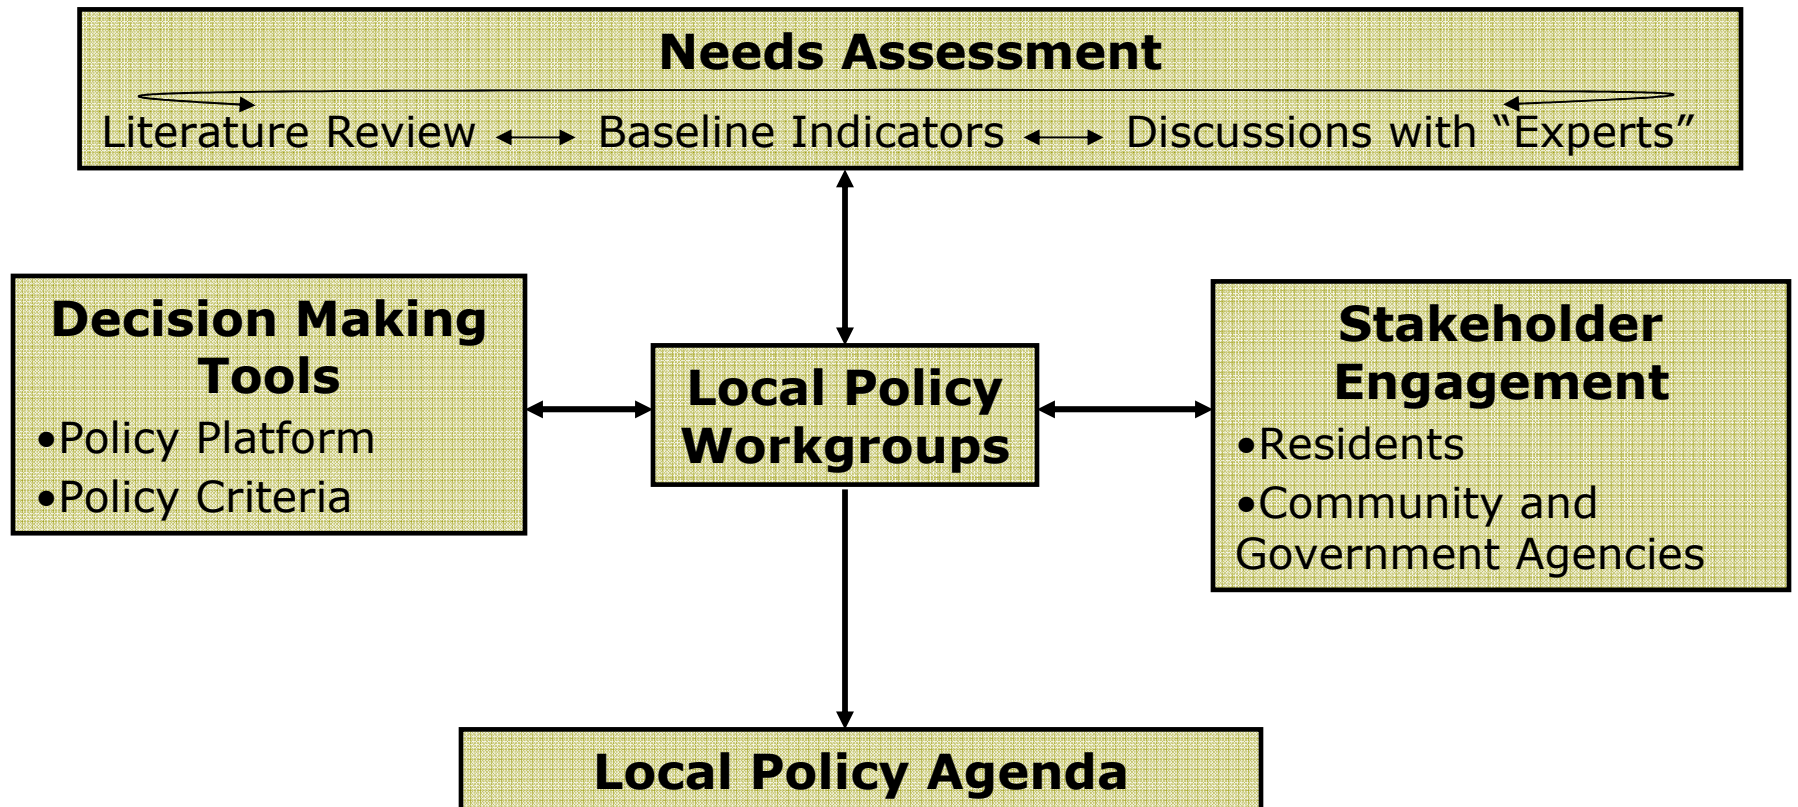 Needs Assessment
Literature Review Baseline Indicators Discussions with “Experts”
Decision Making
Tools
•Policy Platform
•Policy Criteria
Local Policy
Workgroups
Stakeholder
Engagement
•Residents
•Community and
Government Agencies
Local Policy Agenda